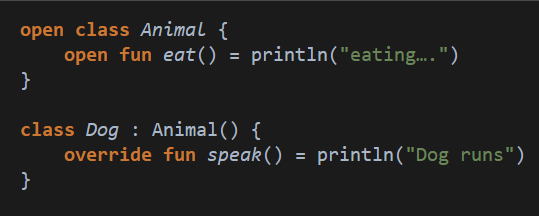 open class Animal {
    open fun eat() = println("eating….")
}

class Dog : Animal() {
    override fun speak() = println("Dog runs")
}